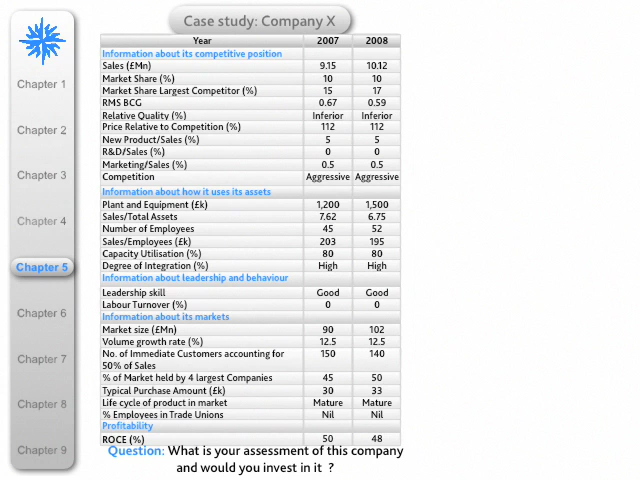 Case study: Company X
Chapter 1
Chapter 2
Chapter 3
Chapter 4
Chapter 5
Chapter 6
Chapter 7
Chapter 8
Chapter 9
Year 2007 2008
Information about its competitive position
Sales (£Mn) 9.15 10.12
Market Share (%) 10 10
Market Share Largest Competitor (%) 15 17
RMS BCG 0.67 0.59
Relative Quality (%) Inferior Inferior
Price Relative to Competition (%) 112 112
New Product/Sales (%) 5 5
R&D/Sales (%) 0 0
Marketing/Sales (%) 0.5 0.5
Competition Aggressive Aggressive
Information about how it uses its assets
Plant and Equipment (£k) 1,200 1,500
Sales/Total Assets 7.62 6.75
Number of Employees 45 52
Sales/Employees (£k) 203 195
Capacity Utilisation (%) 80 80
Degree of Integration (%) High High
Information about leadership and behaviour
Leadership skill Good Good
Labour Turnover (%) 0 0
Information about its markets
Market size (£Mn) 90 102
Volume growth rate (%) 12.5 12.5
No. of Immediate Customers accounting for 150 140
50% of Sales
% of Market held by 4 largest Companies 45 50
Typical Purchase Amount (£k) 30 33
Life cycle of product in market Mature Mature
% Employees in Trade Unions Nil Nil
Profitability
ROCE (%) 50 48
Question: What is your assessment of this company
and would you invest in it ?